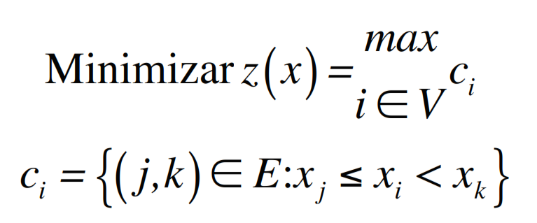 Minimizar z(x) = max i ∈ V c_i
c_i = {(j,k) ∈ E:x_j ≤ x_i < x_k}